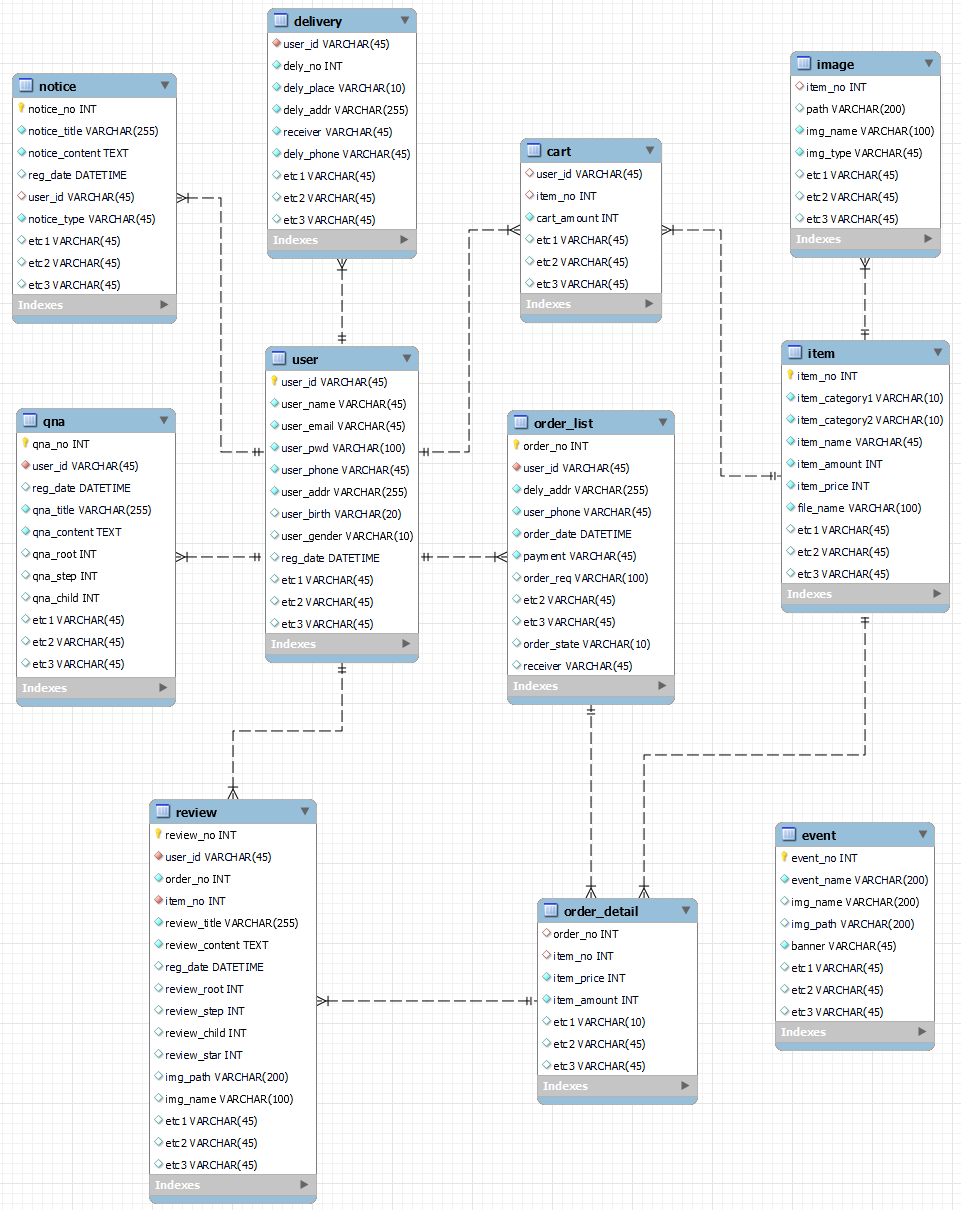 delivery
user_id VARCHAR(45)
dely_no INT
dely_place VARCHAR(10)
dely_addr VARCHAR(255)
receiver VARCHAR(45)
dely_phone VARCHAR(45)
etc1 VARCHAR(45)
etc2 VARCHAR(45)
etc3 VARCHAR(45)
Indexes
notice
notice_no INT
notice_title VARCHAR(255)
notice_content TEXT
reg_date DATETIME
user_id VARCHAR(45)
notice_type VARCHAR(45)
etc1 VARCHAR(45)
etc2 VARCHAR(45)
etc3 VARCHAR(45)
Indexes
cart
user_id VARCHAR(45)
item_no INT
cart_amount INT
etc1 VARCHAR(45)
etc2 VARCHAR(45)
etc3 VARCHAR(45)
Indexes
image
item_no INT
path VARCHAR(200)
img_name VARCHAR(100)
img_type VARCHAR(45)
etc1 VARCHAR(45)
etc2 VARCHAR(45)
etc3 VARCHAR(45)
Indexes
user
user_id VARCHAR(45)
user_name VARCHAR(45)
user_email VARCHAR(45)
user_pwd VARCHAR(100)
user_phone VARCHAR(45)
user_addr VARCHAR(255)
user_birth VARCHAR(20)
user_gender VARCHAR(10)
reg_date DATETIME
etc1 VARCHAR(45)
etc2 VARCHAR(45)
etc3 VARCHAR(45)
Indexes
qna
qna_no INT
user_id VARCHAR(45)
reg_date DATETIME
qna_title VARCHAR(255)
qna_content TEXT
qna_root INT
qna_step INT
qna_child INT
etc1 VARCHAR(45)
etc2 VARCHAR(45)
etc3 VARCHAR(45)
Indexes
order_list
order_no INT
user_id VARCHAR(45)
dely_addr VARCHAR(255)
user_phone VARCHAR(45)
order_date DATETIME
payment VARCHAR(45)
order_req VARCHAR(100)
etc2 VARCHAR(45)
etc3 VARCHAR(45)
order_state VARCHAR(10)
receiver VARCHAR(45)
Indexes
item
item_no INT
item_category1 VARCHAR(10)
item_category2 VARCHAR(10)
item_name VARCHAR(45)
item_amount INT
item_price INT
file_name VARCHAR(100)
etc1 VARCHAR(45)
etc2 VARCHAR(45)
etc3 VARCHAR(45)
Indexes
review
review_no INT
user_id VARCHAR(45)
order_no INT
item_no INT
review_title VARCHAR(255)
review_content TEXT
reg_date DATETIME
review_root INT
review_step INT
review_child INT
review_star INT
img_path VARCHAR(200)
img_name VARCHAR(100)
etc1 VARCHAR(45)
etc2 VARCHAR(45)
etc3 VARCHAR(45)
Indexes
order_detail
order_no INT
item_no INT
item_price INT
item_amount INT
etc1 VARCHAR(10)
etc2 VARCHAR(45)
etc3 VARCHAR(45)
Indexes
event
event_no INT
event_name VARCHAR(200)
img_name VARCHAR(200)
img_path VARCHAR(200)
banner VARCHAR(45)
etc1 VARCHAR(45)
etc2 VARCHAR(45)
etc3 VARCHAR(45)
Indexes